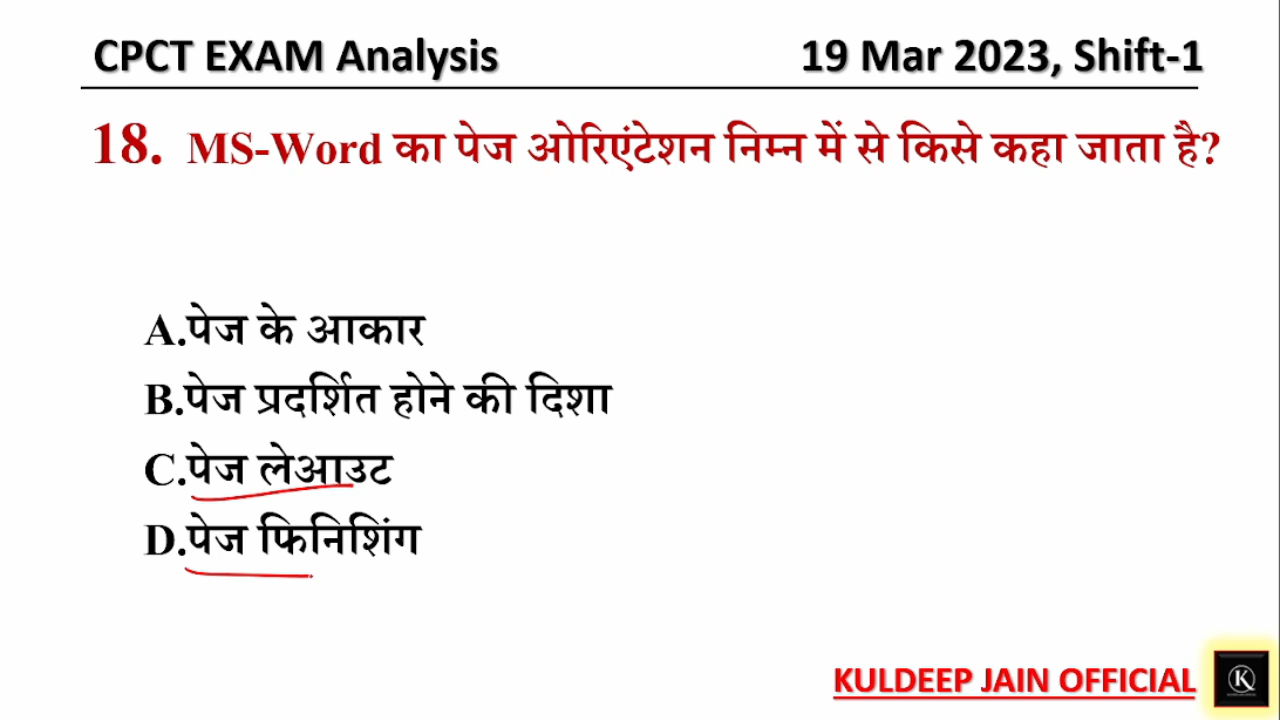 CPCT EXAM Analysis 19 Mar 2023, Shift-1
18. MS-Word का पेज ओरिएंटेशन निम्न में से किसे कहा जाता है?
A.पेज के आकार
B.पेज प्रदर्शित होने की दिशा
C.पेज लेआउट
D.पेज फिनिशिंग
KULDEEP JAIN OFFICIAL